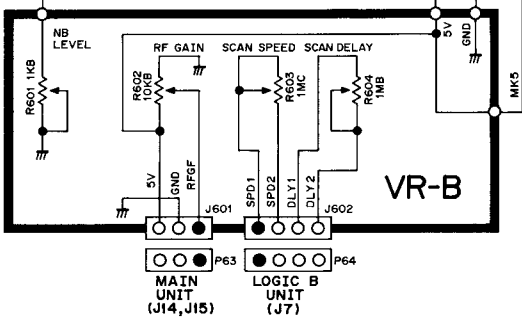 NB
LEVEL
RF GAIN
SCAN SPEED
SCAN DELAY
5V
GND
MK5
R601 1KB
R602
10KB
R603
1MC
R604
1MB
5V
GND
RFGF
SPD1
SPD2
DLY1
DLY2
VR-B
J601
J602
P63
P64
MAIN
UNIT
(J14,J15)
LOGIC B
UNIT
(J7)